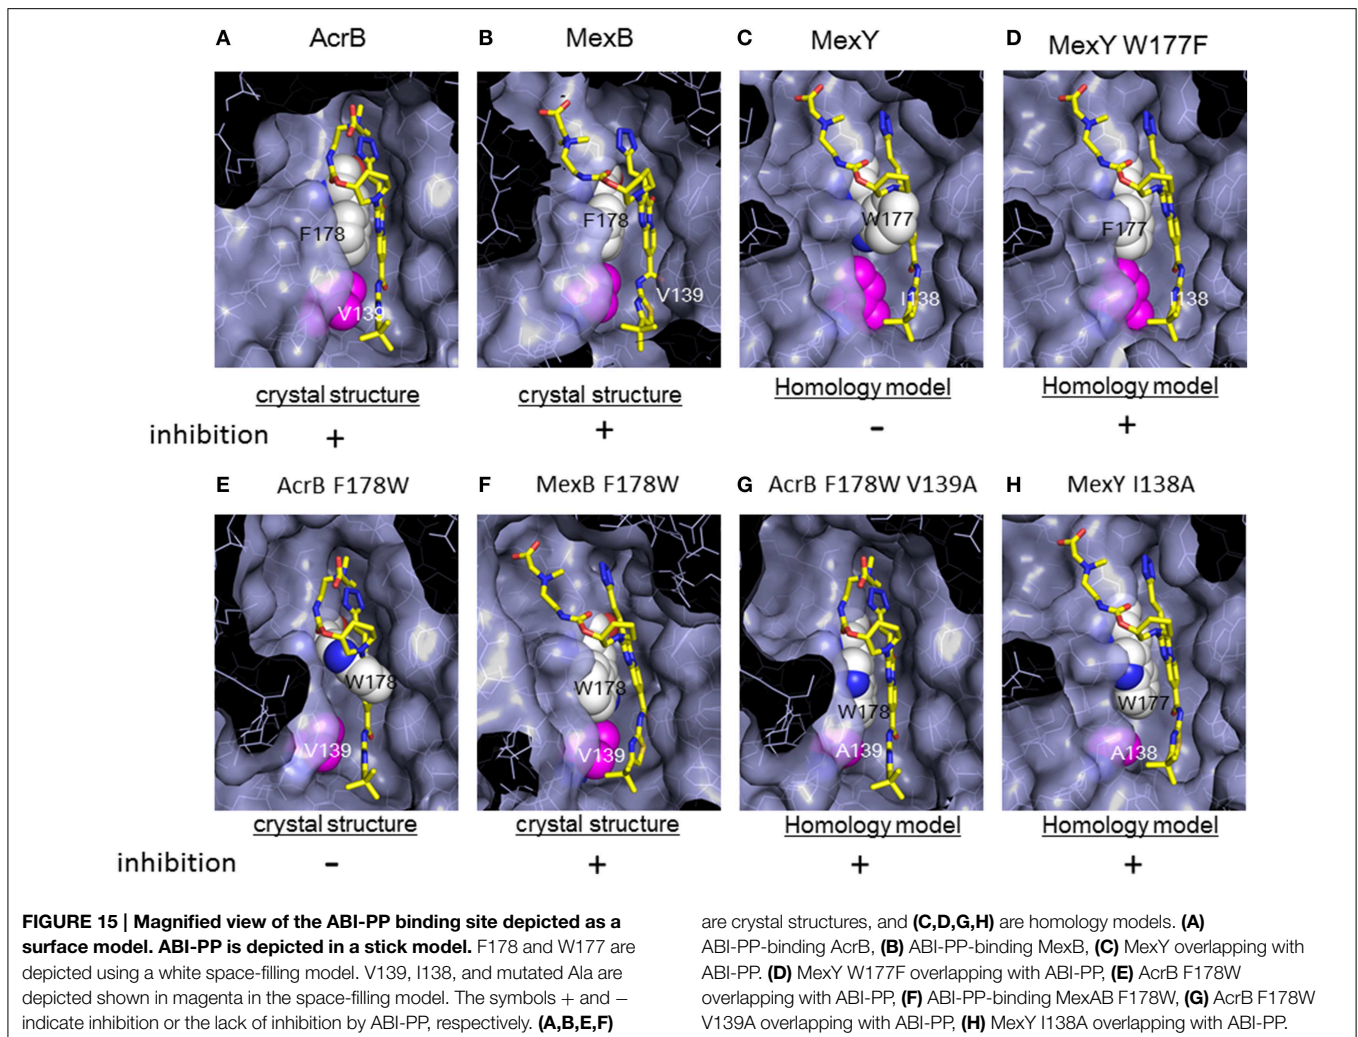 A AcrB
B MexB
C MexY
D MexY W177F
F178
V139
F178
V139
W177
I138
F177
I138
crystal structure
crystal structure
Homology model
Homology model
inhibition + + - +
E AcrB F178W
F MexB F178W
G AcrB F178W V139A
H MexY I138A
W178
V139
W178
V139
W178
A139
W177
A138
crystal structure
crystal structure
Homology model
Homology model
inhibition - + + +
FIGURE 15 | Magnified view of the ABI-PP binding site depicted as a
surface model. ABI-PP is depicted in a stick model. F178 and W177 are
depicted using a white space-filling model. V139, I138, and mutated Ala are
depicted shown in magenta in the space-filling model. The symbols + and −
indicate inhibition or the lack of inhibition by ABI-PP, respectively. (A,B,E,F)
are crystal structures, and (C,D,G,H) are homology models. (A)
ABI-PP-binding AcrB, (B) ABI-PP-binding MexB, (C) MexY overlapping with
ABI-PP. (D) MexY W177F overlapping with ABI-PP, (E) AcrB F178W
overlapping with ABI-PP, (F) ABI-PP-binding MexAB F178W, (G) AcrB F178W
V139A overlapping with ABI-PP, (H) MexY I138A overlapping with ABI-PP.